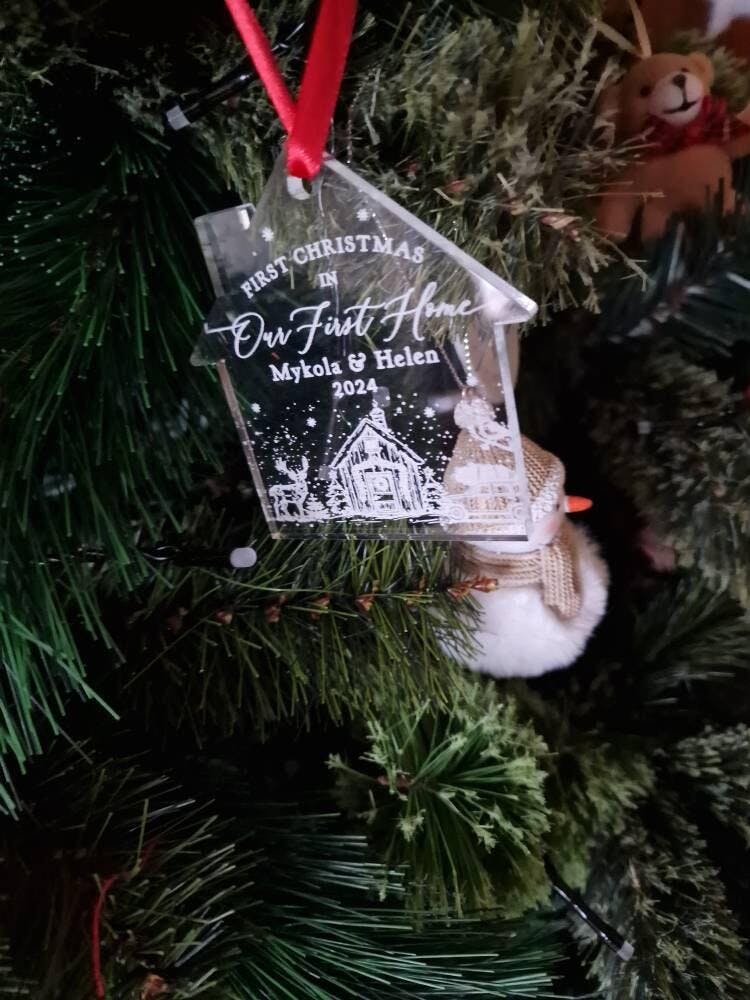 FIRST CHRISTMAS
IN
Our First Home
Mykola & Helen
2024